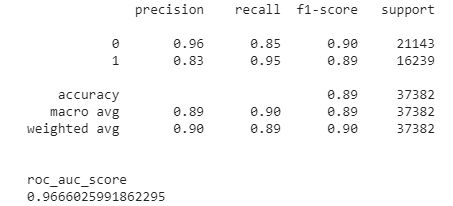 precision recall f1-score support
0 0.96 0.85 0.90 21143
1 0.83 0.95 0.89 16239
accuracy 0.89 37382
macro avg 0.89 0.90 0.89 37382
weighted avg 0.90 0.89 0.90 37382
roc_auc_score
0.9666025991862295